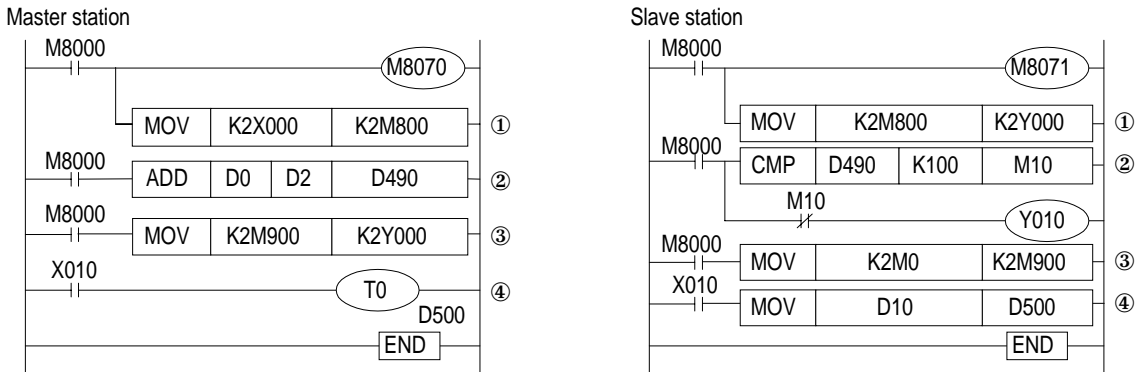 Master station
M8000
M8070
MOV K2X000 K2M800 ①
M8000
ADD D0 D2 D490 ②
M8000
MOV K2M900 K2Y000 ③
X010
T0 ④
D500
END
Slave station
M8000
M8071
MOV K2M800 K2Y000 ①
M8000
CMP D490 K100 M10 ②
M10
Y010
M8000
MOV K2M0 K2M900 ③
X010
MOV D10 D500 ④
END